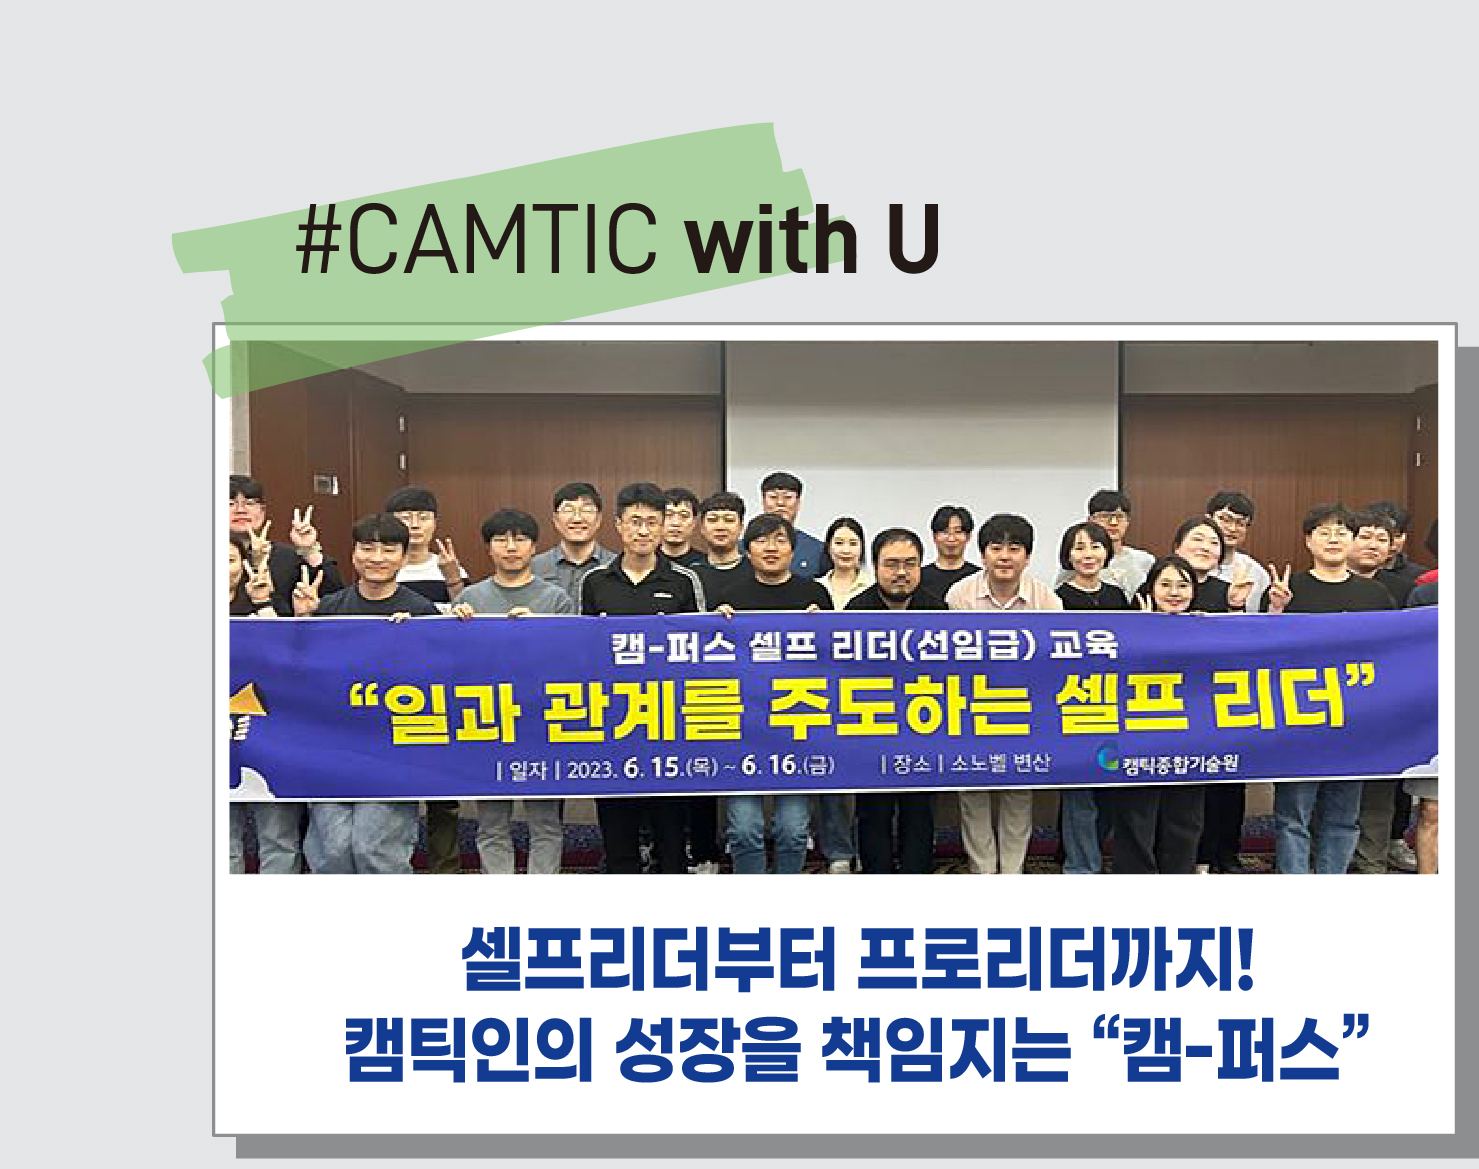 #CAMTIC with U
캠-퍼스 셀프 리더(선임급) 교육
“일과 관계를 주도하는 셀프 리더”
| 일자 | 2023. 6. 15.(목) ~ 6. 16.(금) | 장소 | 소노벨 변산 캠틱종합기술원
셀프리더부터 프로리더까지!
캠틱인의 성장을 책임지는 “캠-퍼스”